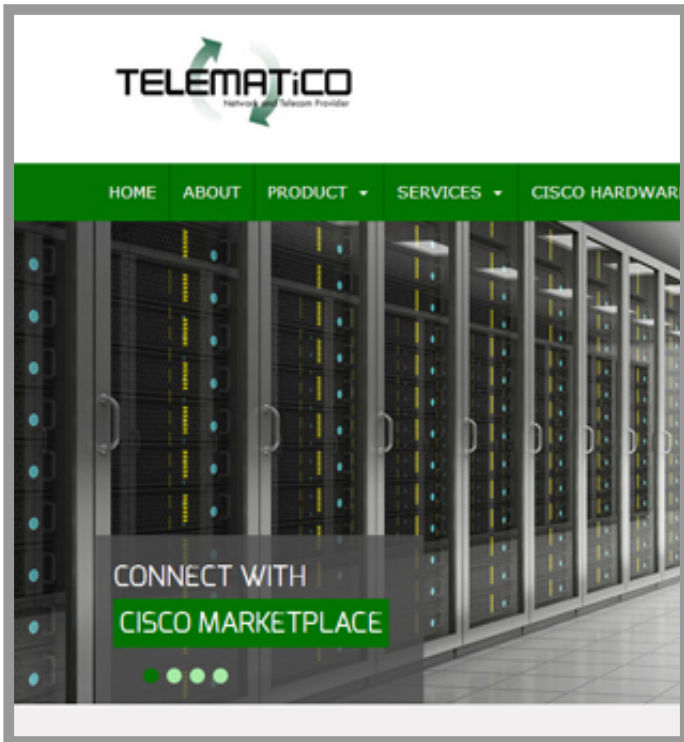 TELEMATiCO
Network and Telecom Provider
HOME ABOUT PRODUCT SERVICES CISCO HARDWAR
CONNECT WITH
CISCO MARKETPLACE